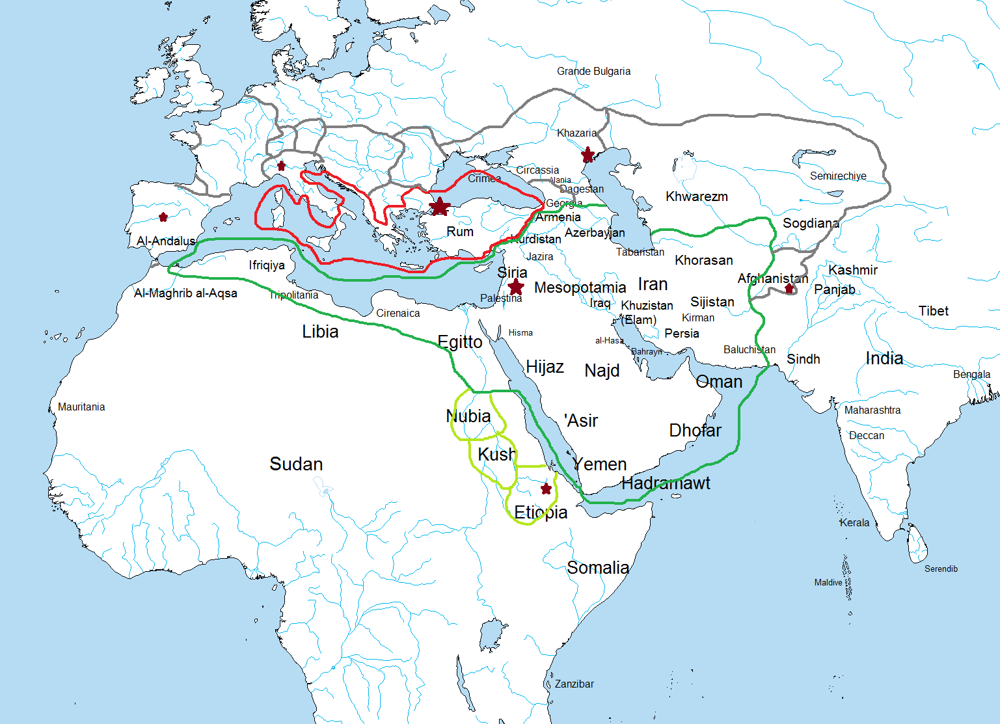 Grande Bulgaria
Khazaria
Circassia
Crimea
Alania
Semirechiye
Dagestan
Khwarezm
Georgia
Armenia
Sogdiana
Rum
Azerbayjan
Kurdistan
Al-Andalus
Tabaristan
Jazira
Khorasan
Ifriqiya
Kashmir
Siria
Afghanistan
Iran
Mesopotamia
Panjab
Al-Maghrib al-Aqsa
Tripolitania
Palestina
Iraq
Sijistan
Khuzistan
(Elam)
Tibet
Cirenaica
Kirman
Libia
Hisma
Persia
Egitto
al-Hasa
Bahrayn
Baluchistan
Sindh
India
Hijaz
Najd
Bengala
Oman
Mauritania
Maharashtra
Nubia
'Asir
Dhofar
Deccan
Kush
Sudan
Yemen
Hadramawt
Etiopia
Kerala
Somalia
Serendib
Maldive
Zanzibar